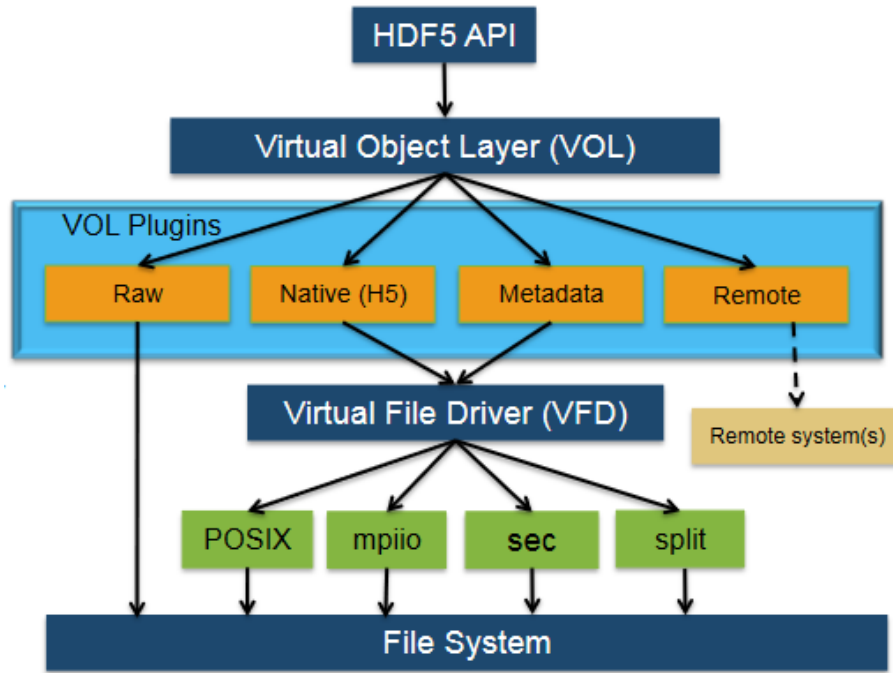 HDF5 API
Virtual Object Layer (VOL)
VOL Plugins
Raw
Native (H5)
Metadata
Remote
Virtual File Driver (VFD)
Remote system(s)
POSIX
mpiio
sec
split
File System